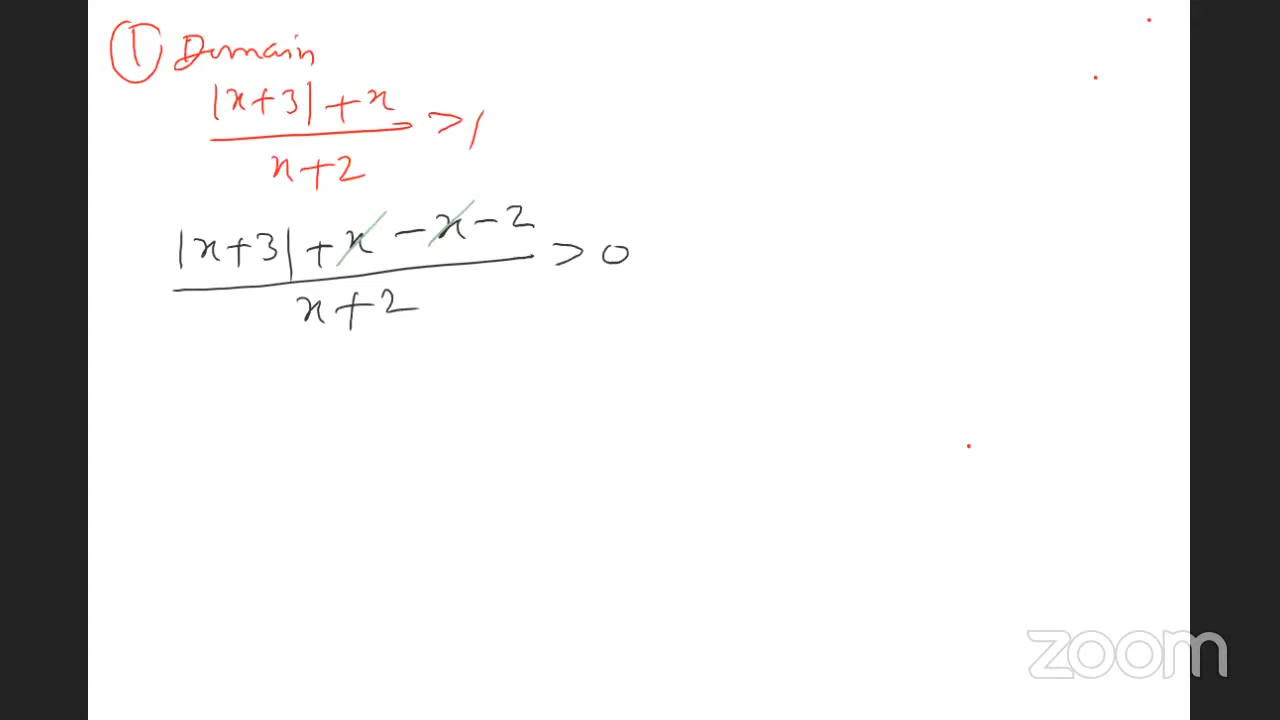 ① Domain
|x+3| + x
x+2
>1
|x+3| + x - x - 2
x+2
> 0
zoom